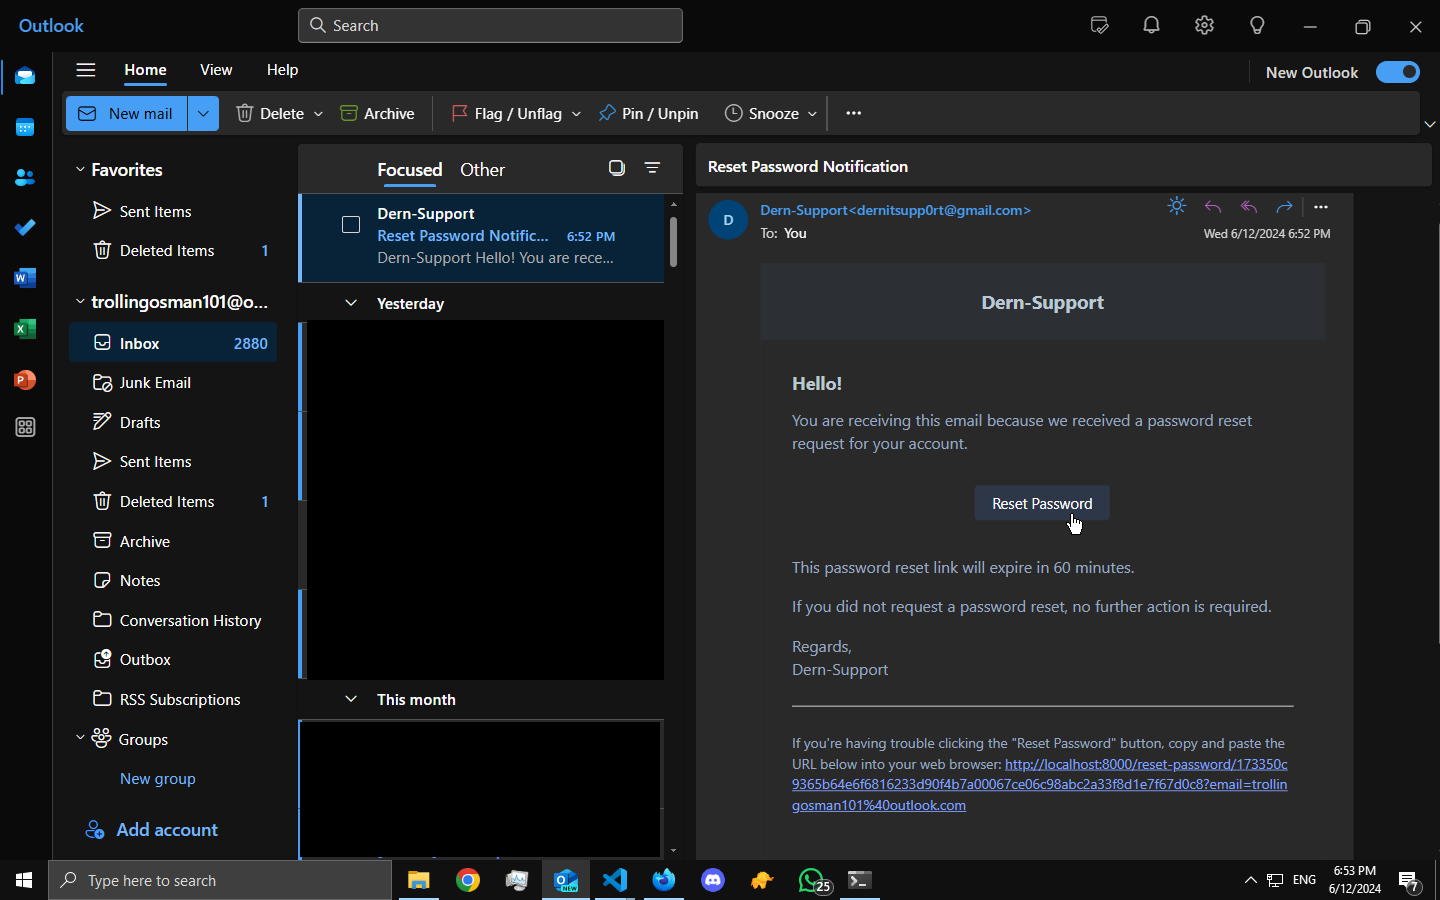 Outlook
Search
Home View Help
New Outlook
New mail Delete Archive Flag / Unflag Pin / Unpin Snooze ...
Favorites
Sent Items
Deleted Items 1
trollingosman101@o...
Inbox 2880
Junk Email
Drafts
Sent Items
Deleted Items 1
Archive
Notes
Conversation History
Outbox
RSS Subscriptions
Groups
New group
Add account
Focused Other
Dern-Support
Reset Password Notific... 6:52 PM
Dern-Support Hello! You are rece...
Yesterday
This month
Reset Password Notification
D
Dern-Support<dernitsupp0rt@gmail.com>
To: You
Wed 6/12/2024 6:52 PM
Dern-Support
Hello!
You are receiving this email because we received a password reset
request for your account.
Reset Password
This password reset link will expire in 60 minutes.
If you did not request a password reset, no further action is required.
Regards,
Dern-Support
If you're having trouble clicking the "Reset Password" button, copy and paste the
URL below into your web browser: http://localhost:8000/reset-password/173350c
9365b64e6f6816233d90f4b7a00067ce06c98abc2a33f8d1e7f67d0c8?email=trollin
gosman101%40outlook.com
Type here to search
NEW
25
ENG
6:53 PM
6/12/2024
7